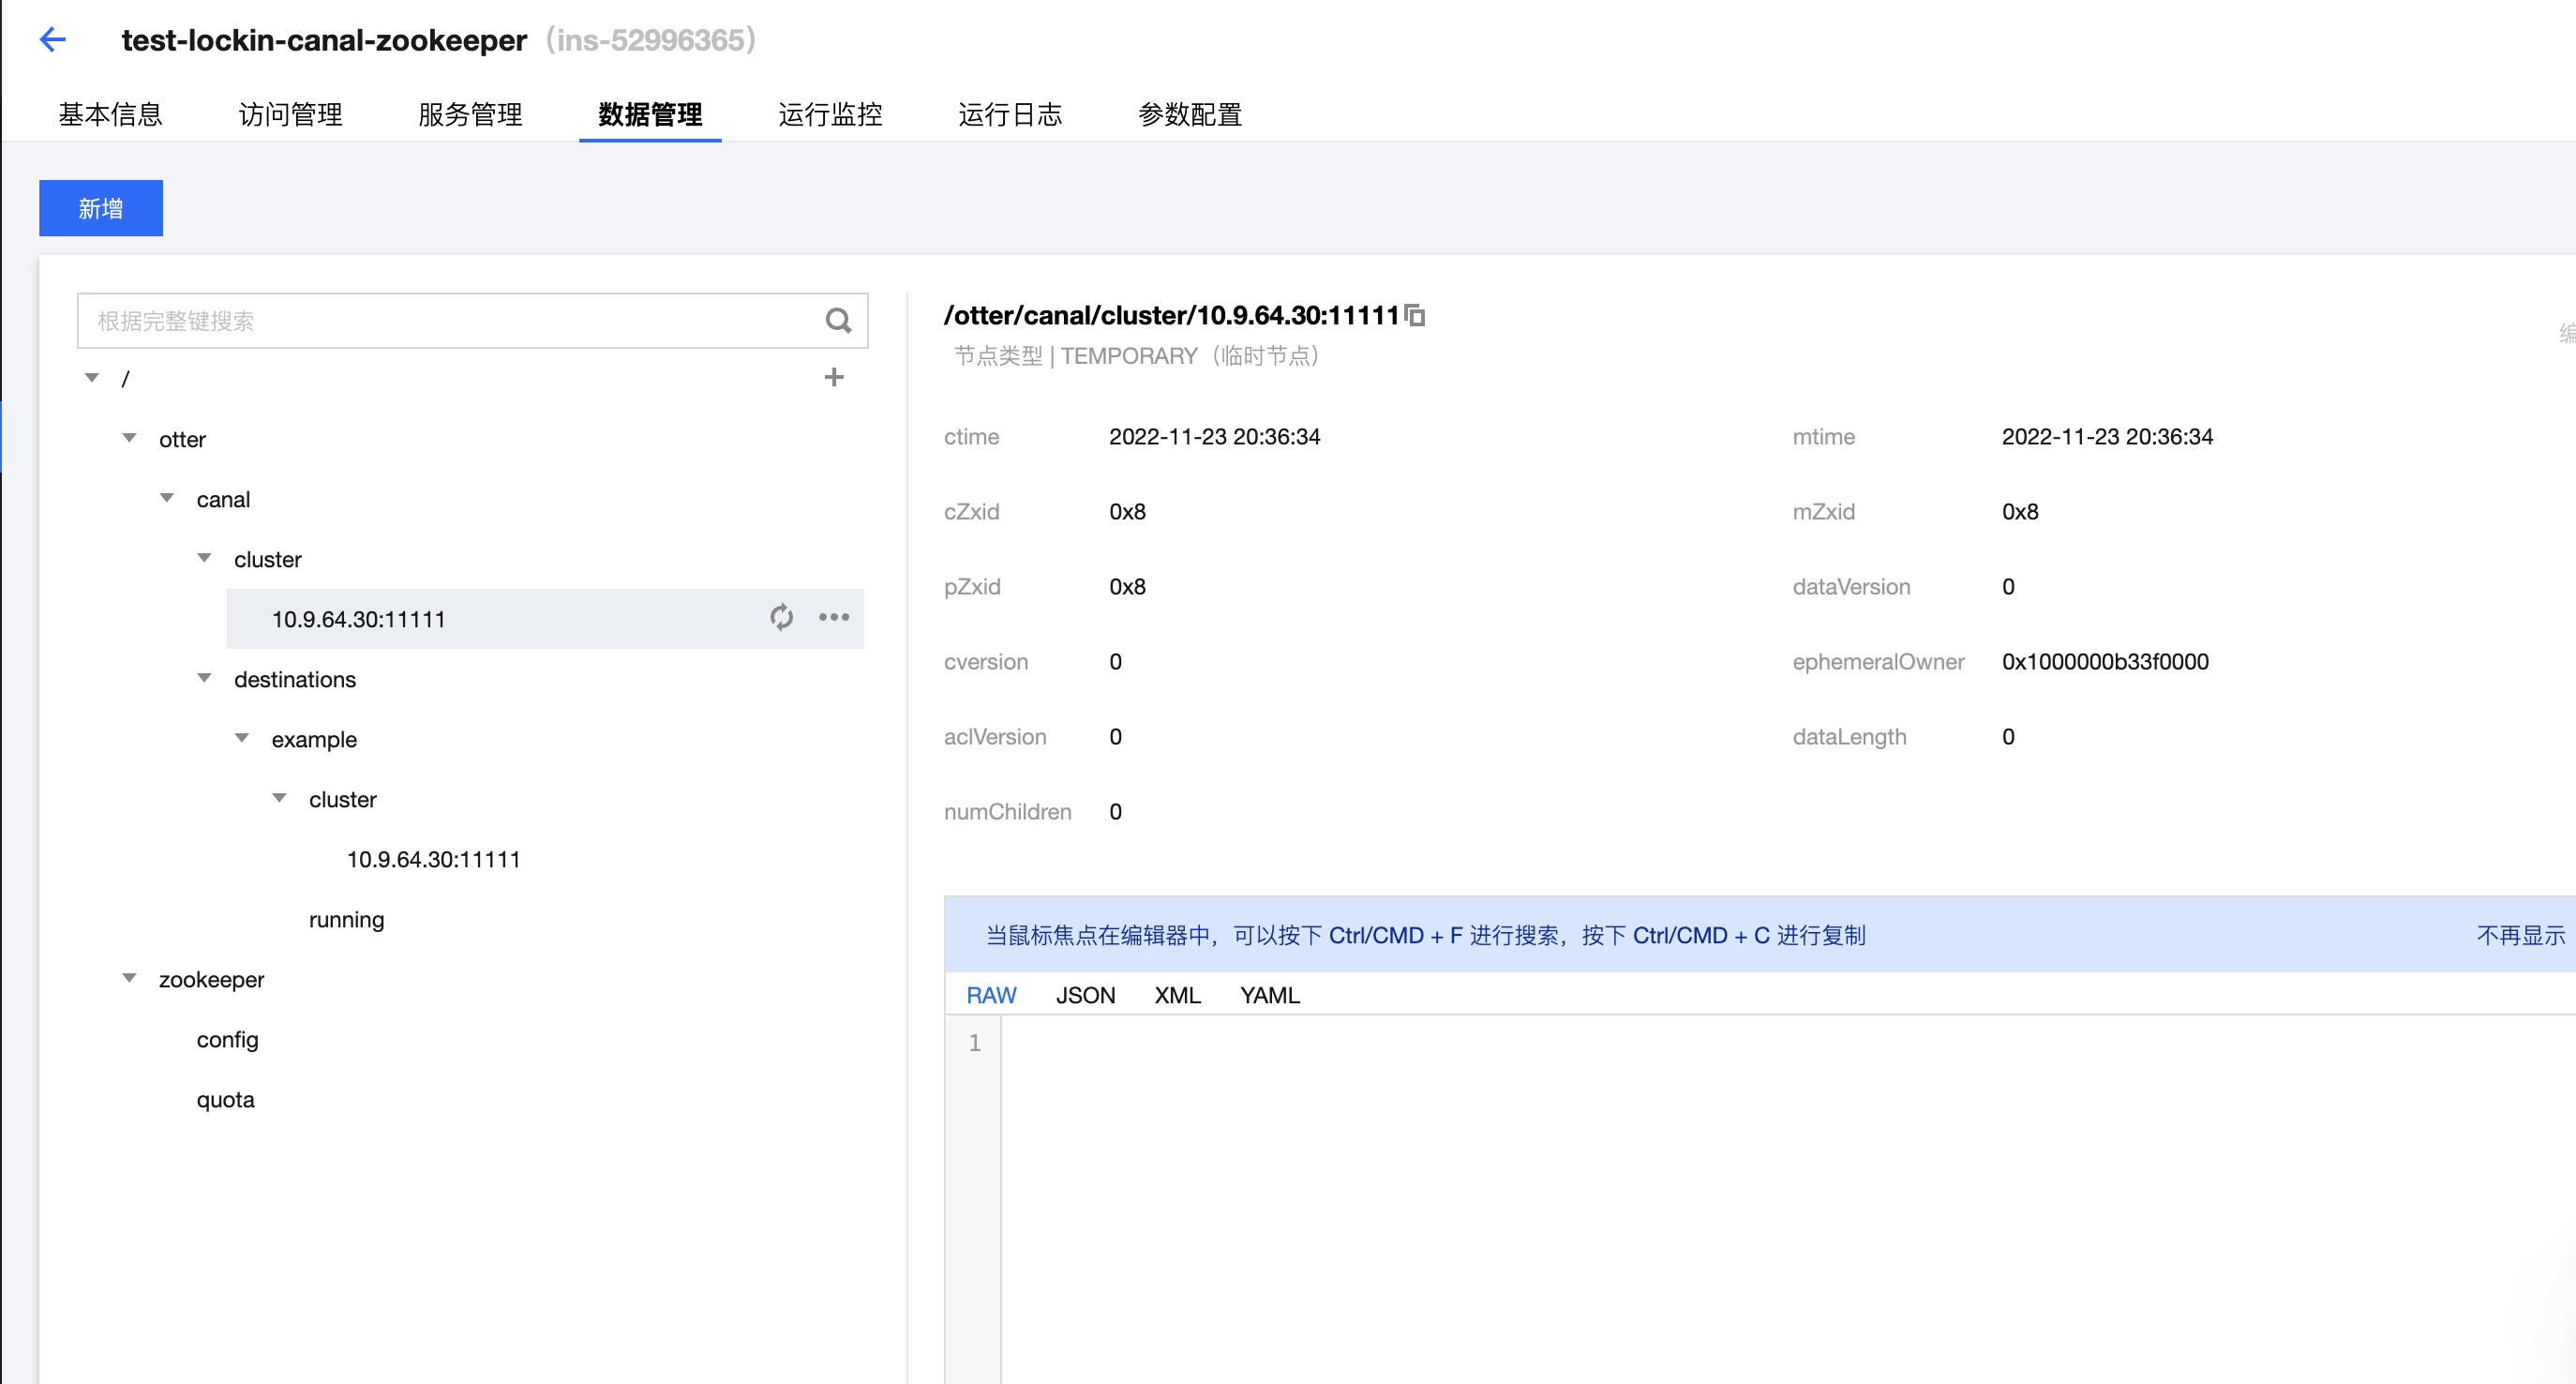 test-lockin-canal-zookeeper（ins-52996365）
基本信息 访问管理 服务管理 数据管理 运行监控 运行日志 参数配置
新增
根据完整键搜索
/
otter
canal
cluster
10.9.64.30:11111
destinations
example
cluster
10.9.64.30:11111
running
zookeeper
config
quota
/otter/canal/cluster/10.9.64.30:11111
节点类型 | TEMPORARY（临时节点）
ctime 2022-11-23 20:36:34 mtime 2022-11-23 20:36:34
cZxid 0x8 mZxid 0x8
pZxid 0x8 dataVersion 0
cversion 0 ephemeralOwner 0x1000000b33f0000
aclVersion 0 dataLength 0
numChildren 0
当鼠标焦点在编辑器中，可以按下 Ctrl/CMD + F 进行搜索，按下 Ctrl/CMD + C 进行复制 不再显示
RAW JSON XML YAML
1